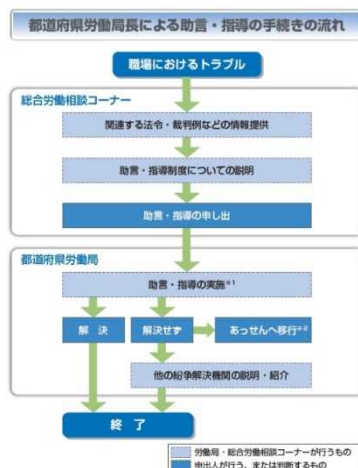 都道府県労働局長による助言・指導の手続きの流れ
職場におけるトラブル
総合労働相談コーナー
関連する法令・裁判例などの情報提供
助言・指導制度についての説明
助言・指導の申し出
都道府県労働局
助言・指導の実施※1
解 決
解決せず
あっせんへ移行※2
他の紛争解決機関の説明・紹介
終 了
労働局・総合労働相談コーナーが行うもの
申出人が行う、または判断するもの